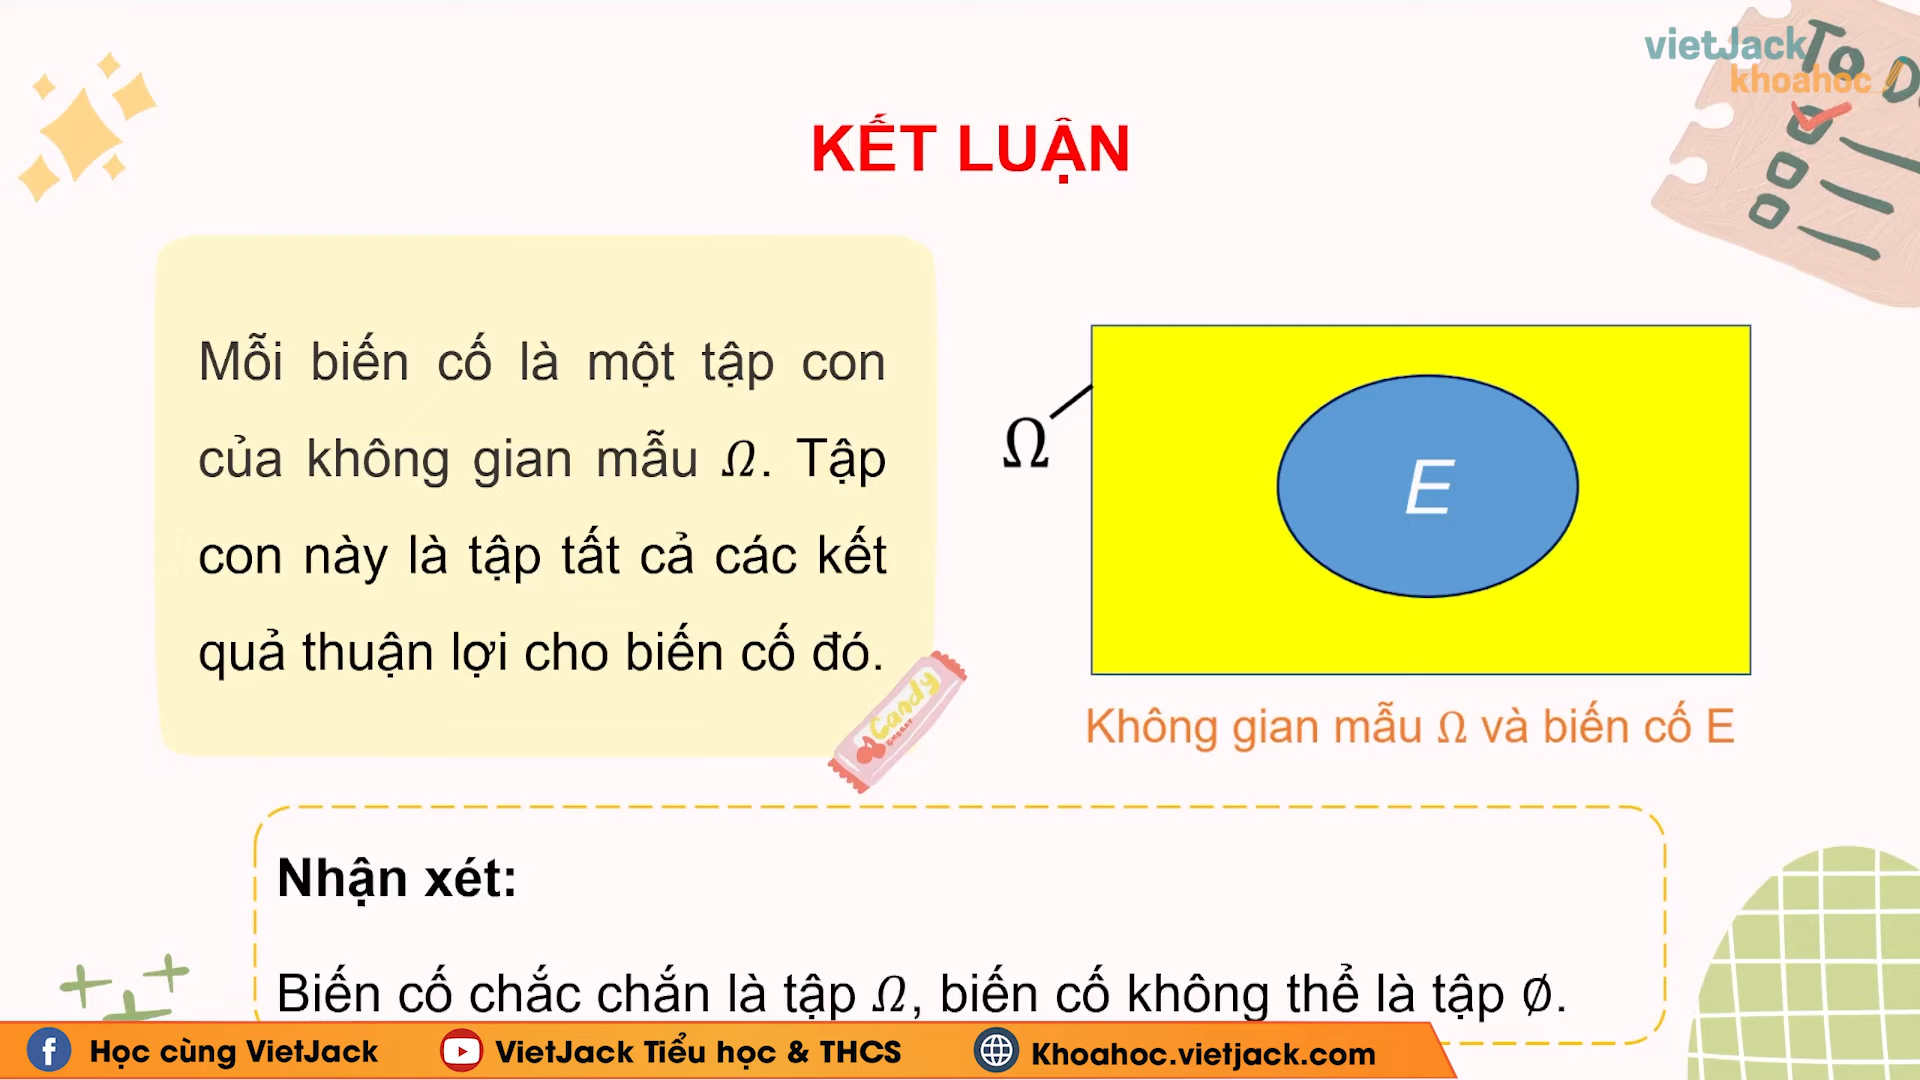 vietJack
khoahoc
To
KẾT LUẬN
Mỗi biến cố là một tập con
của không gian mẫu Ω. Tập
con này là tập tất cả các kết
quả thuận lợi cho biến cố đó.
Candy
CHERRY
Ω
E
Không gian mẫu Ω và biến cố E
Nhận xét:
Biến cố chắc chắn là tập Ω, biến cố không thể là tập ∅.
Học cùng VietJack
VietJack Tiểu học & THCS
Khoahoc.vietjack.com